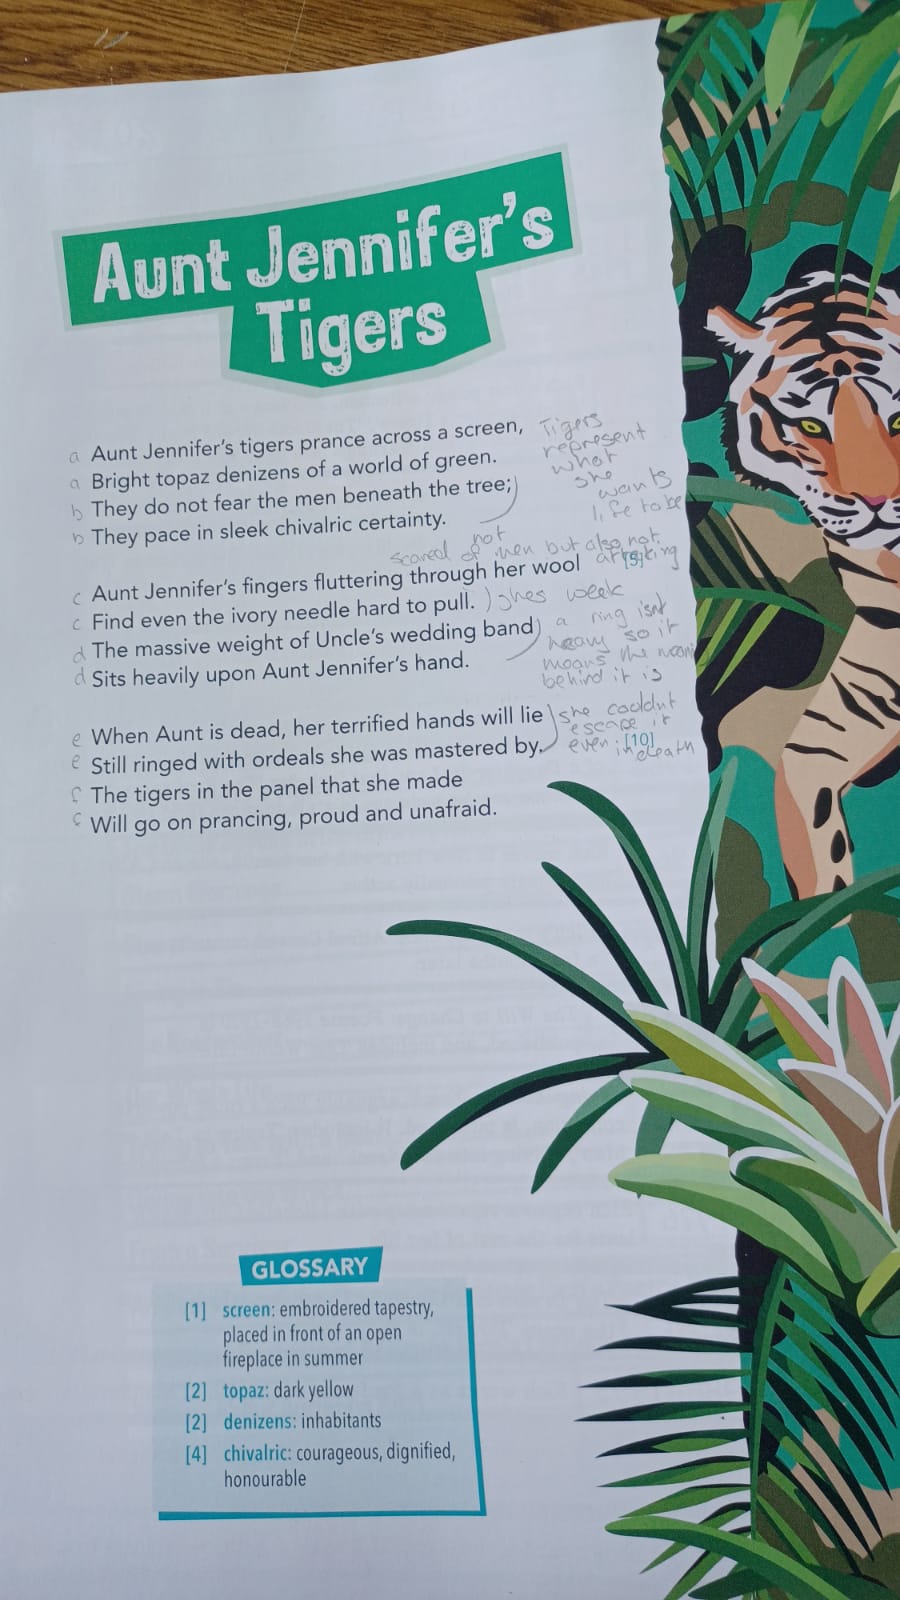 Aunt Jennifer's
Tigers
a Aunt Jennifer's tigers prance across a screen,
a Bright topaz denizens of a world of green.
b They do not fear the men beneath the tree;
b They pace in sleek chivalric certainty.
Tigers
represent
what
she
wants
life to be
not
scared of men but also not
attacking
c Aunt Jennifer's fingers fluttering through her wool [5]
c Find even the ivory needle hard to pull. ) shes weak
d The massive weight of Uncle's wedding band
d Sits heavily upon Aunt Jennifer's hand.
a ring isnt
heavy so it
means the
behind it is
e When Aunt is dead, her terrified hands will lie
e Still ringed with ordeals she was mastered by. [10]
f The tigers in the panel that she made
f Will go on prancing, proud and unafraid.
she couldnt
escape it
even in death
GLOSSARY
[1] screen: embroidered tapestry,
placed in front of an open
fireplace in summer
[2] topaz: dark yellow
[2] denizens: inhabitants
[4] chivalric: courageous, dignified,
honourable